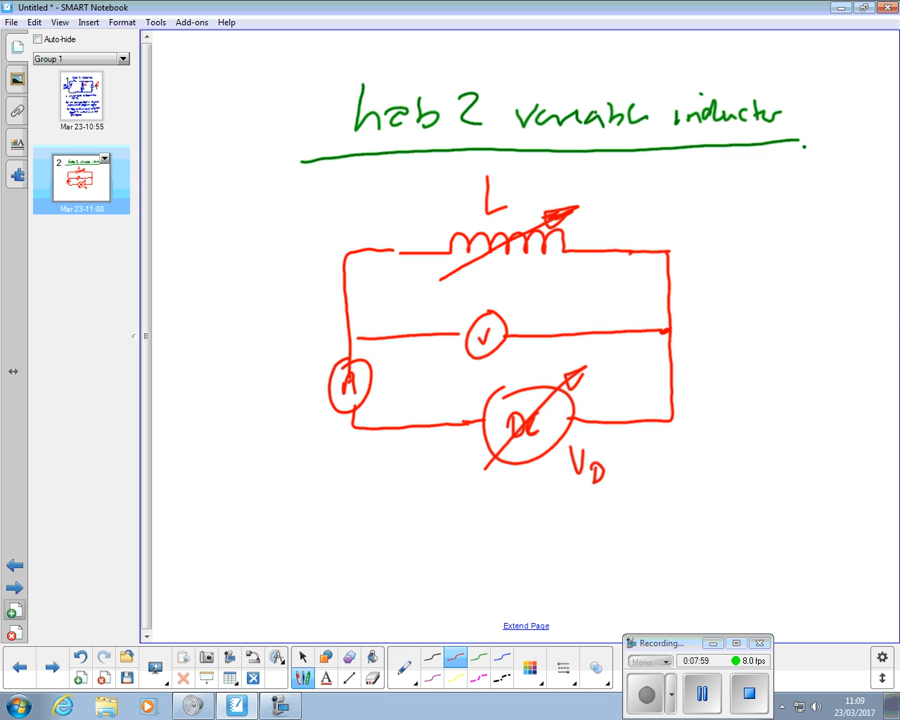 Untitled * - SMART Notebook
File Edit View Insert Format Tools Add-ons Help
Auto-hide
Group 1
Mar 23-10:55
2
Mar 23-11:08
variable inductor
L
V
A
DC
VD
Extend Page
Recording...
Menu
0:07:59
8.0 fps
A
11:09
23/03/2017